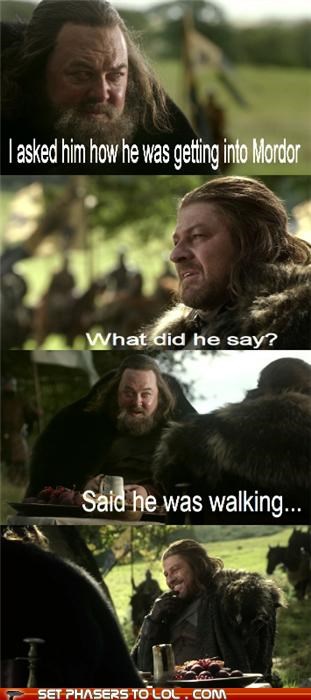 I asked him how he was getting into Mordor
What did he say?
Said he was walking...
SET PHASERS TO LOL . COM